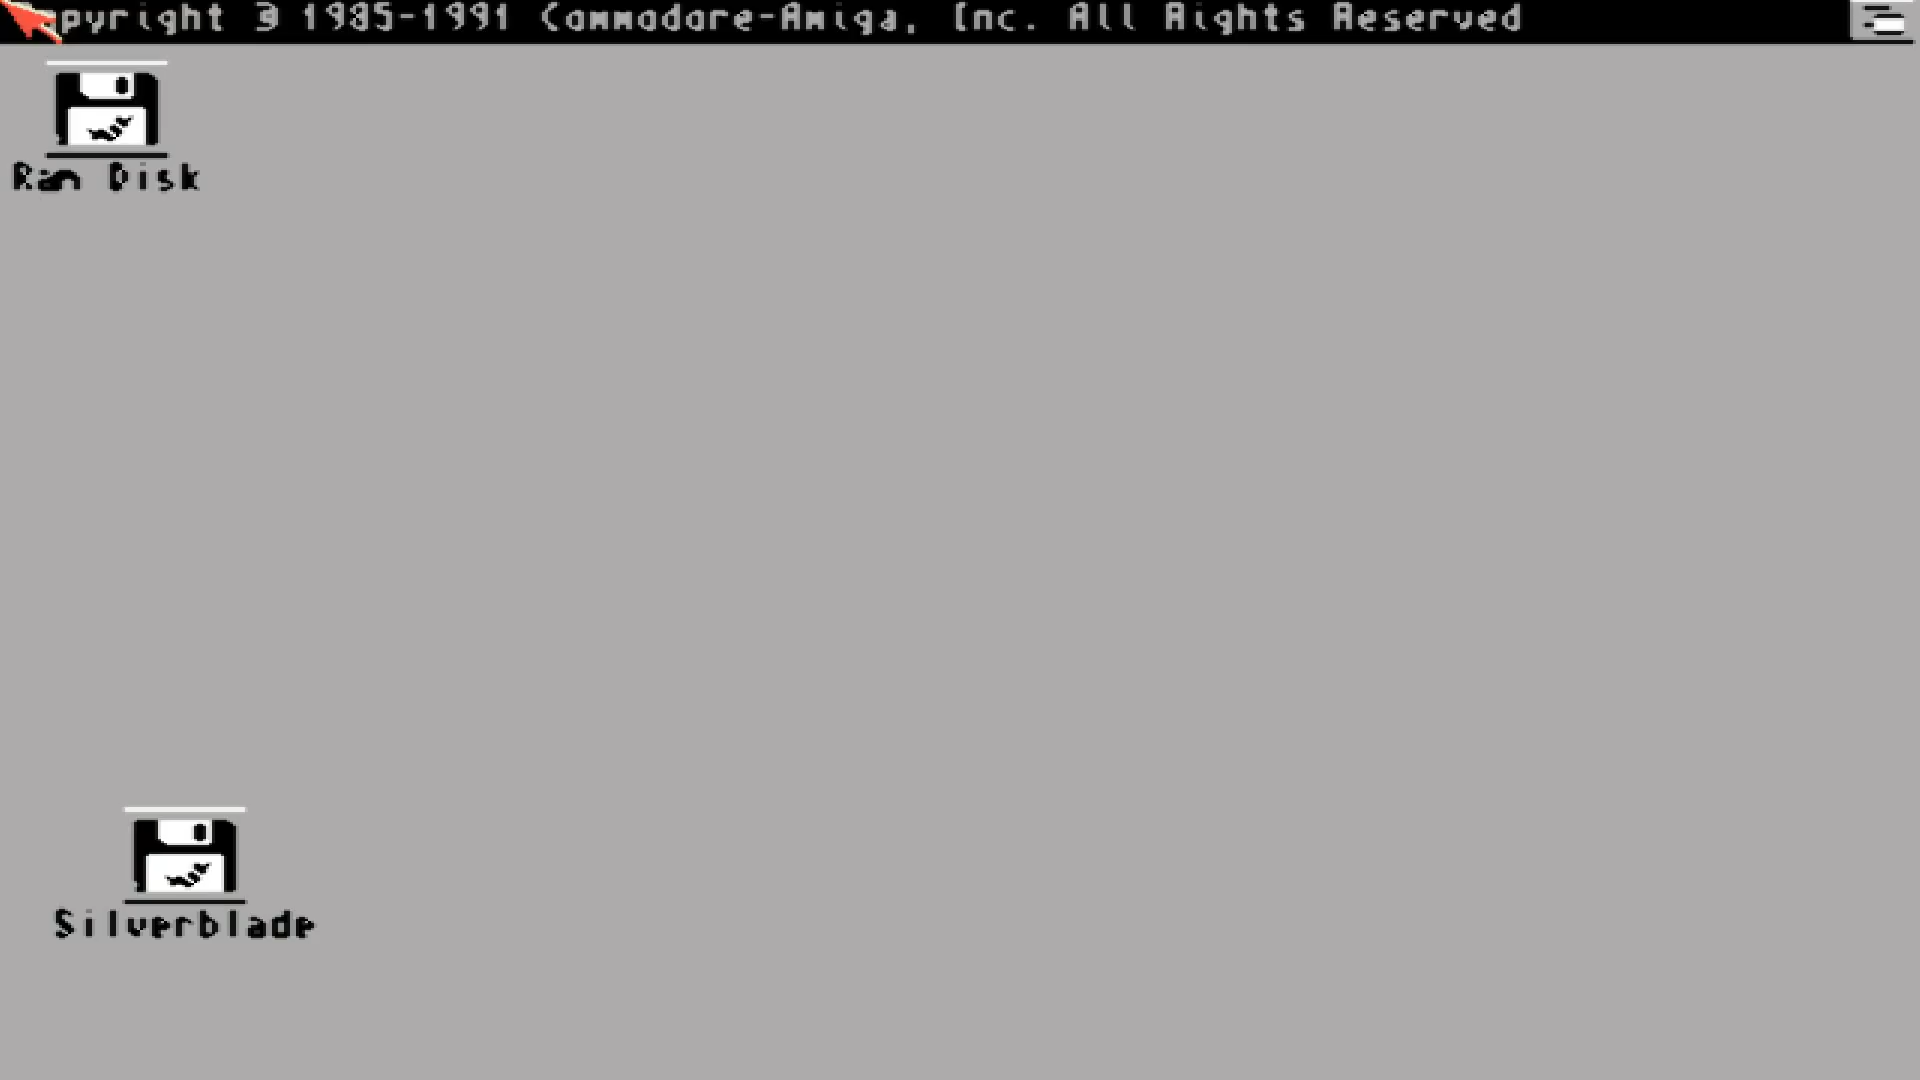 opyright © 1985-1991 Commodore-Amiga, Inc. All Rights Reserved
Ram Disk
Silverblade